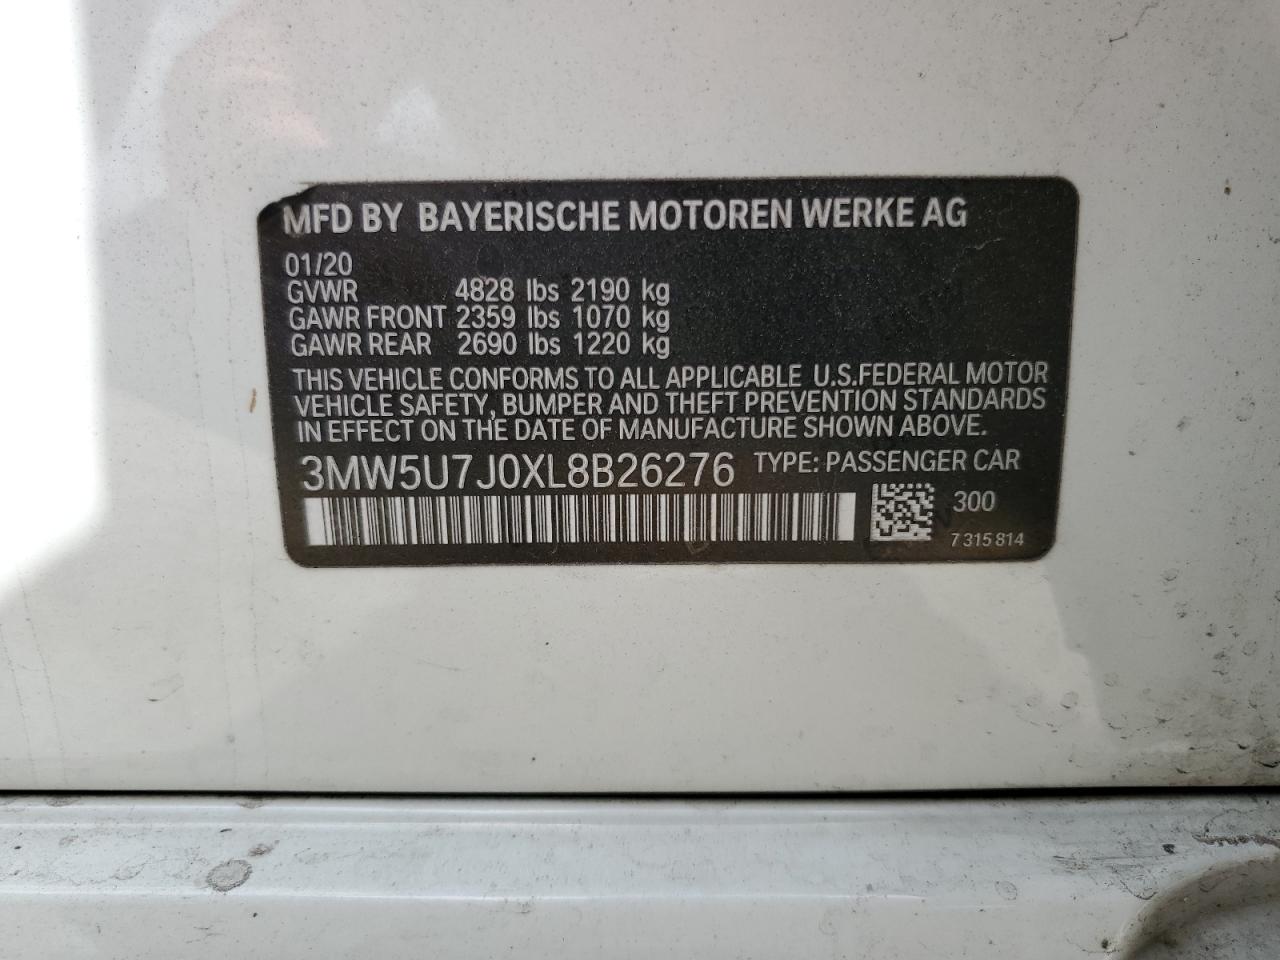 MFD BY BAYERISCHE MOTOREN WERKE AG
01/20
GVWR 4828 lbs 2190 kg
GAWR FRONT 2359 lbs 1070 kg
GAWR REAR 2690 lbs 1220 kg
THIS VEHICLE CONFORMS TO ALL APPLICABLE U.S.FEDERAL MOTOR
VEHICLE SAFETY, BUMPER AND THEFT PREVENTION STANDARDS
IN EFFECT ON THE DATE OF MANUFACTURE SHOWN ABOVE.
3MW5U7J0XL8B26276 TYPE: PASSENGER CAR
300
7 315 814